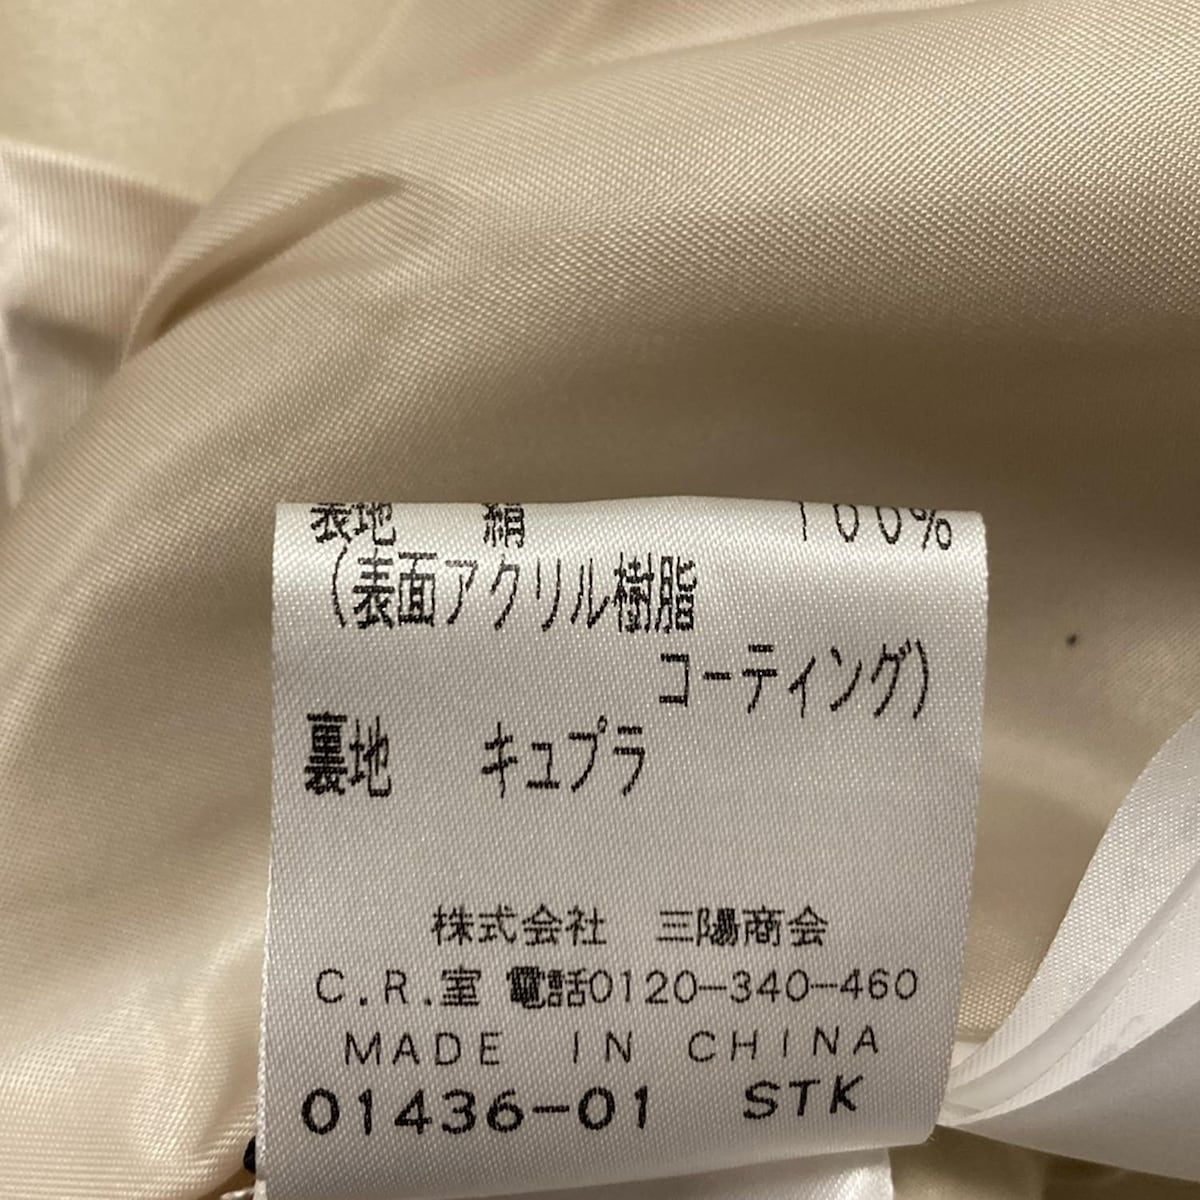 表地 絹 100%
(表面アクリル樹脂
コーティング)
裏地 キュプラ
株式会社 三陽商会
C.R.室 電話0120-340-460
MADE IN CHINA
01436-01 STK